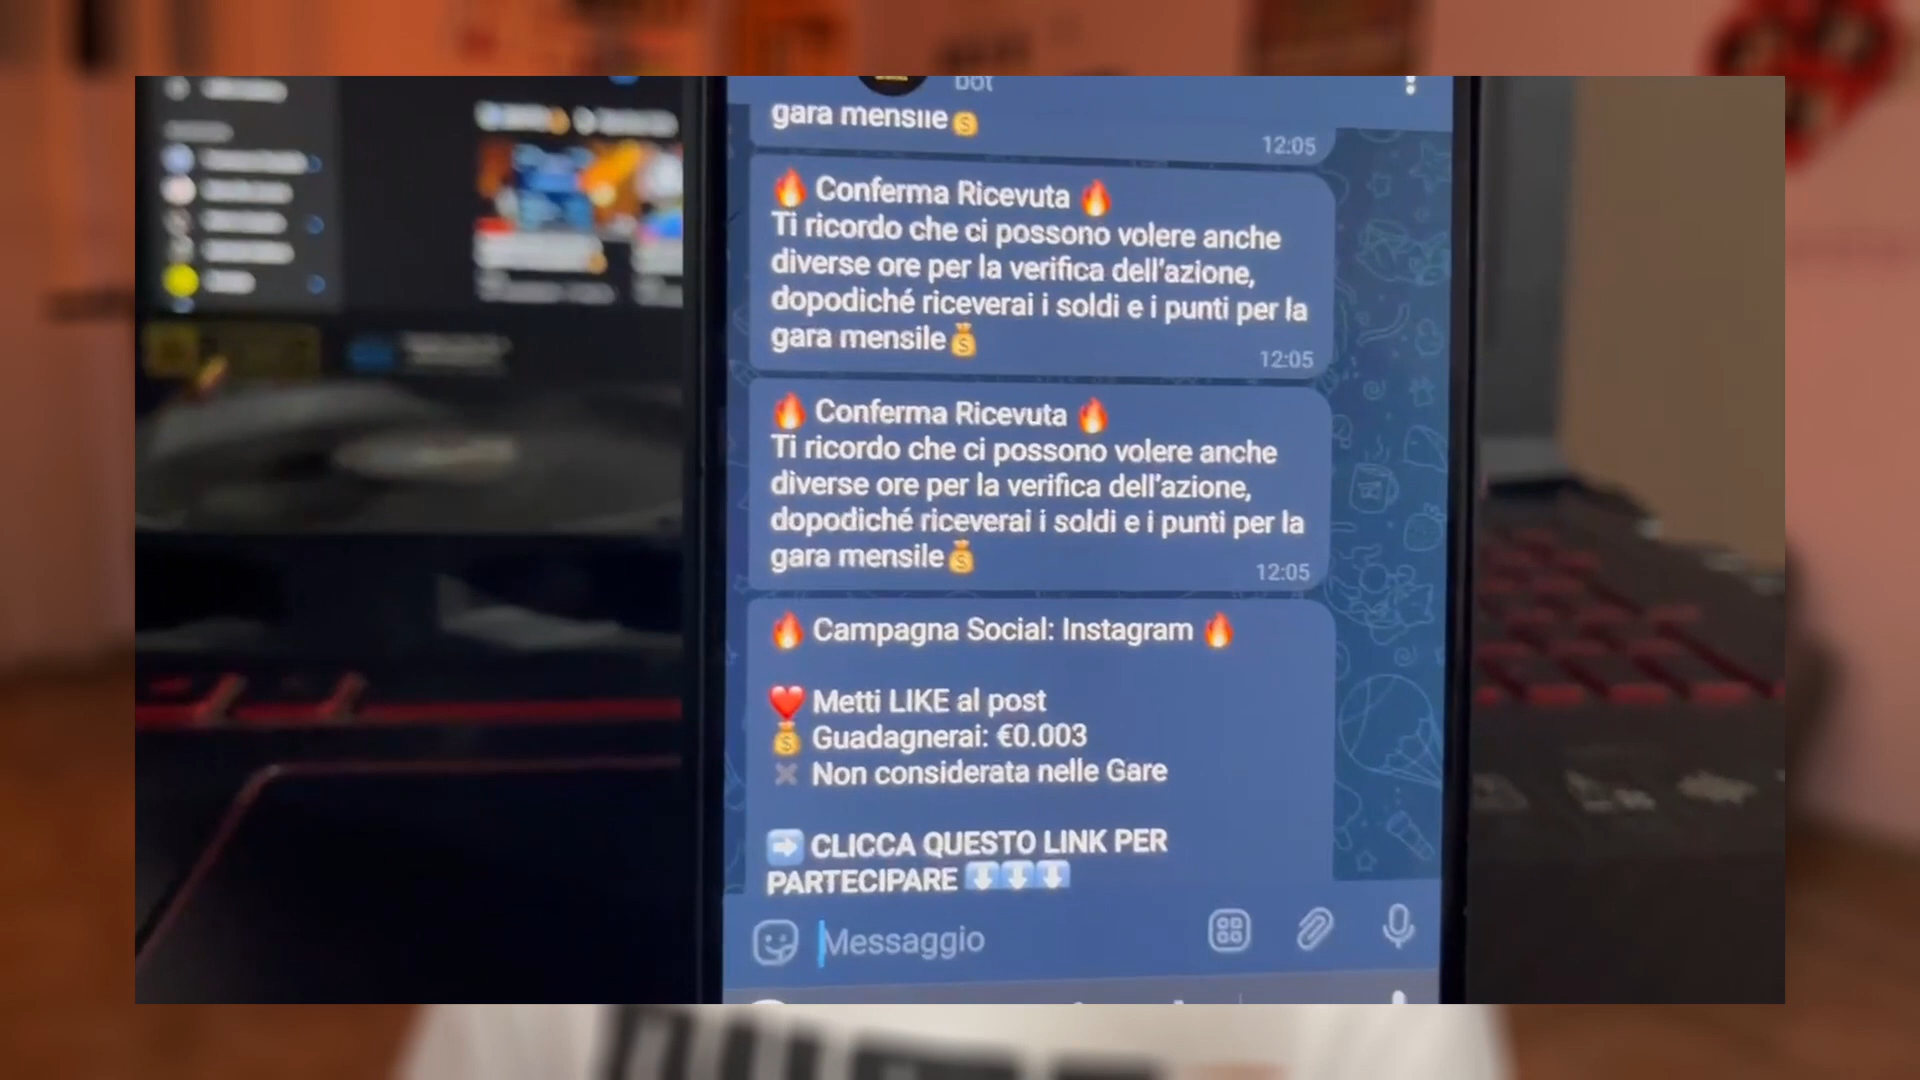 bot
gara mensile
12:05
Conferma Ricevuta
Ti ricordo che ci possono volere anche
diverse ore per la verifica dell'azione,
dopodiché riceverai i soldi e i punti per la
gara mensile
12:05
Conferma Ricevuta
Ti ricordo che ci possono volere anche
diverse ore per la verifica dell'azione,
dopodiché riceverai i soldi e i punti per la
gara mensile
12:05
Campagna Social: Instagram
Metti LIKE al post
Guadagnerai: €0.003
Non considerata nelle Gare
CLICCA QUESTO LINK PER
PARTECIPARE
Messaggio